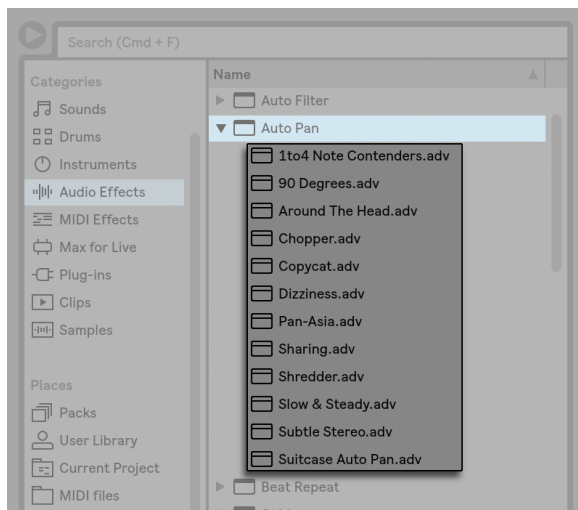 Search (Cmd + F)
Categories
Sounds
Drums
Instruments
Audio Effects
MIDI Effects
Max for Live
Plug-ins
Clips
Samples
Places
Packs
User Library
Current Project
MIDI files
Name
Auto Filter
Auto Pan
1to4 Note Contenders.adv
90 Degrees.adv
Around The Head.adv
Chopper.adv
Copycat.adv
Dizziness.adv
Pan-Asia.adv
Sharing.adv
Shredder.adv
Slow & Steady.adv
Subtle Stereo.adv
Suitcase Auto Pan.adv
Beat Repeat